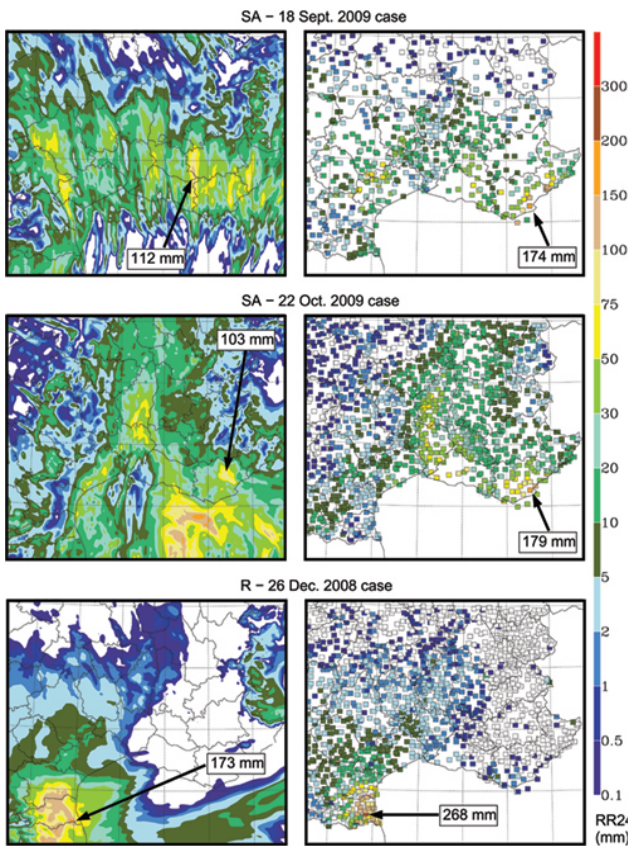 SA – 18 Sept. 2009 case
112 mm
174 mm
SA – 22 Oct. 2009 case
103 mm
179 mm
R – 26 Dec. 2008 case
173 mm
268 mm
300
200
150
100
75
50
30
20
10
5
2
1
0.5
0.1
RR24
(mm)